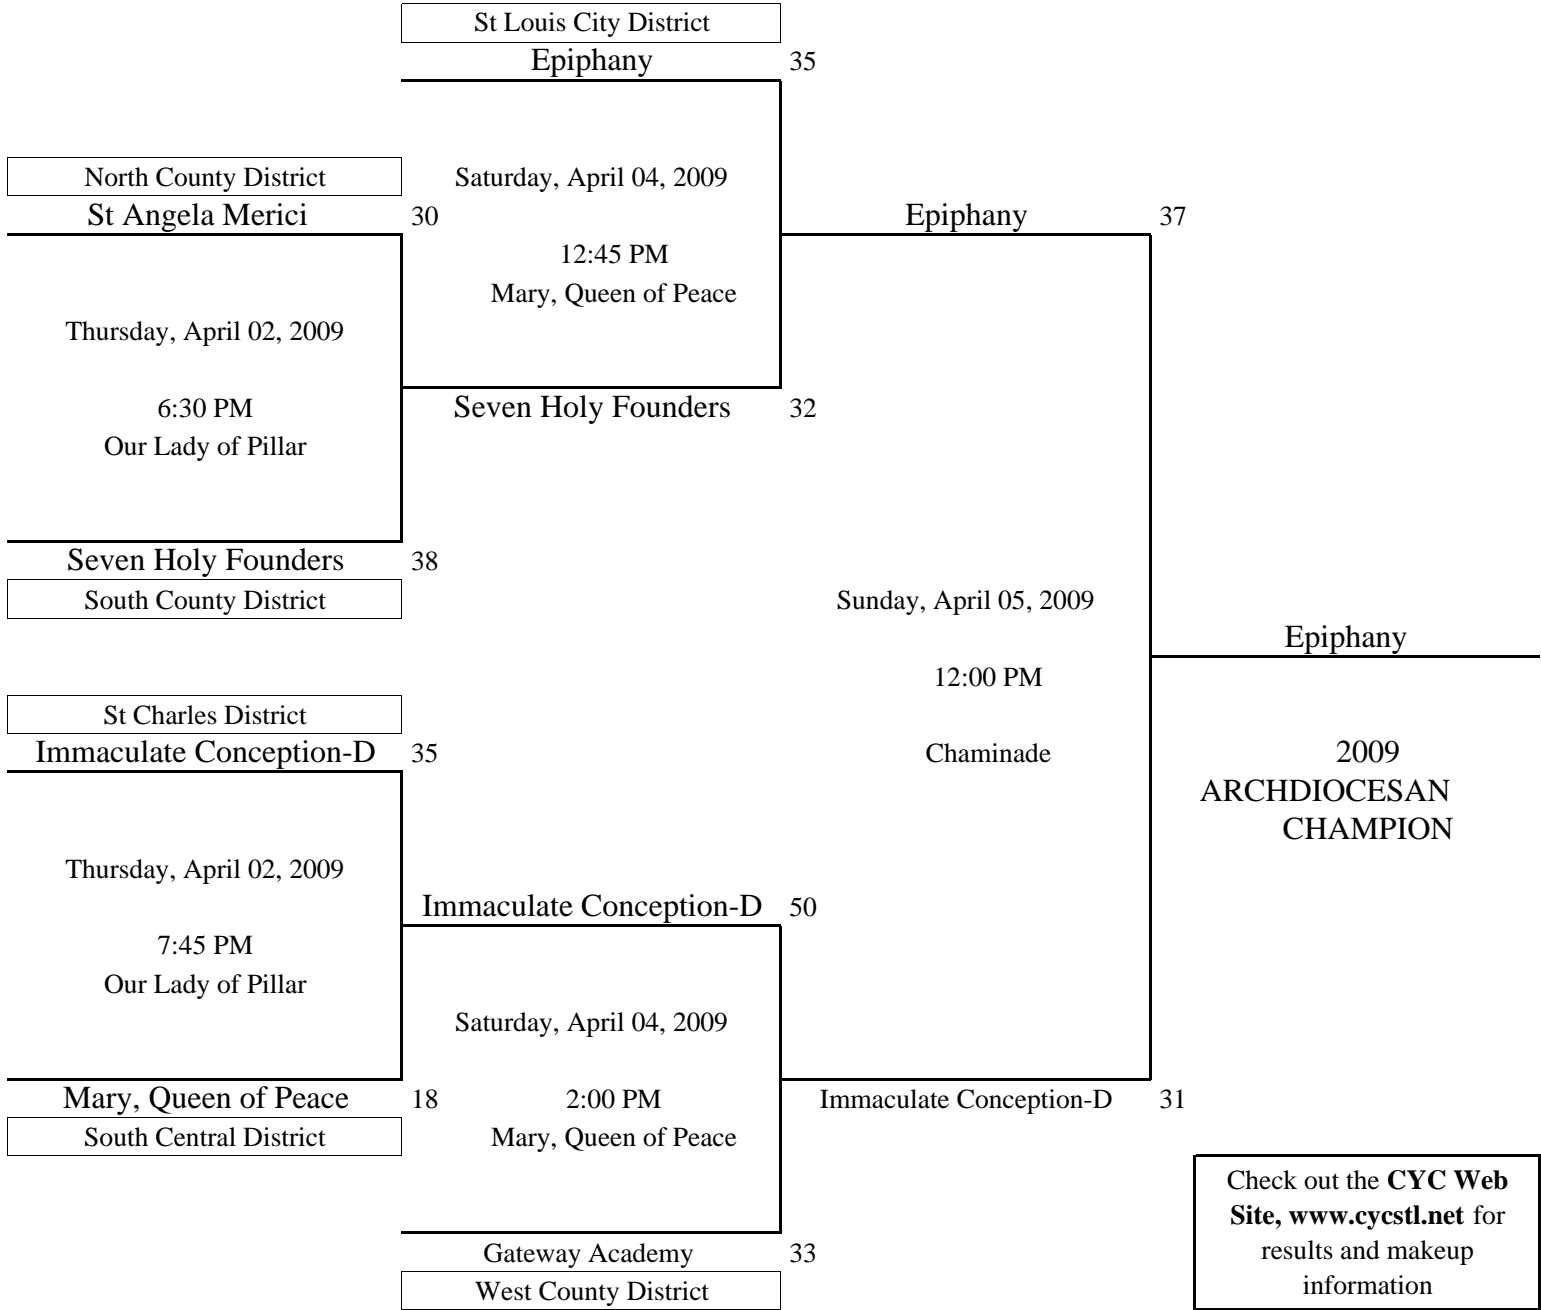 St Louis City District
Epiphany 35
North County District Saturday, April 04, 2009
St Angela Merici 30 Epiphany 37
12:45 PM
Mary, Queen of Peace
Thursday, April 02, 2009
6:30 PM Seven Holy Founders 32
Our Lady of Pillar
Seven Holy Founders 38
South County District Sunday, April 05, 2009
Epiphany
12:00 PM
St Charles District
Immaculate Conception-D 35 Chaminade 2009
ARCHDIOCESAN
CHAMPION
Thursday, April 02, 2009
Immaculate Conception-D 50
7:45 PM
Our Lady of Pillar
Saturday, April 04, 2009
Mary, Queen of Peace 18 2:00 PM Immaculate Conception-D 31
South Central District Mary, Queen of Peace
Check out the CYC Web
Site, www.cycstl.net for
results and makeup
information
Gateway Academy 33
West County District